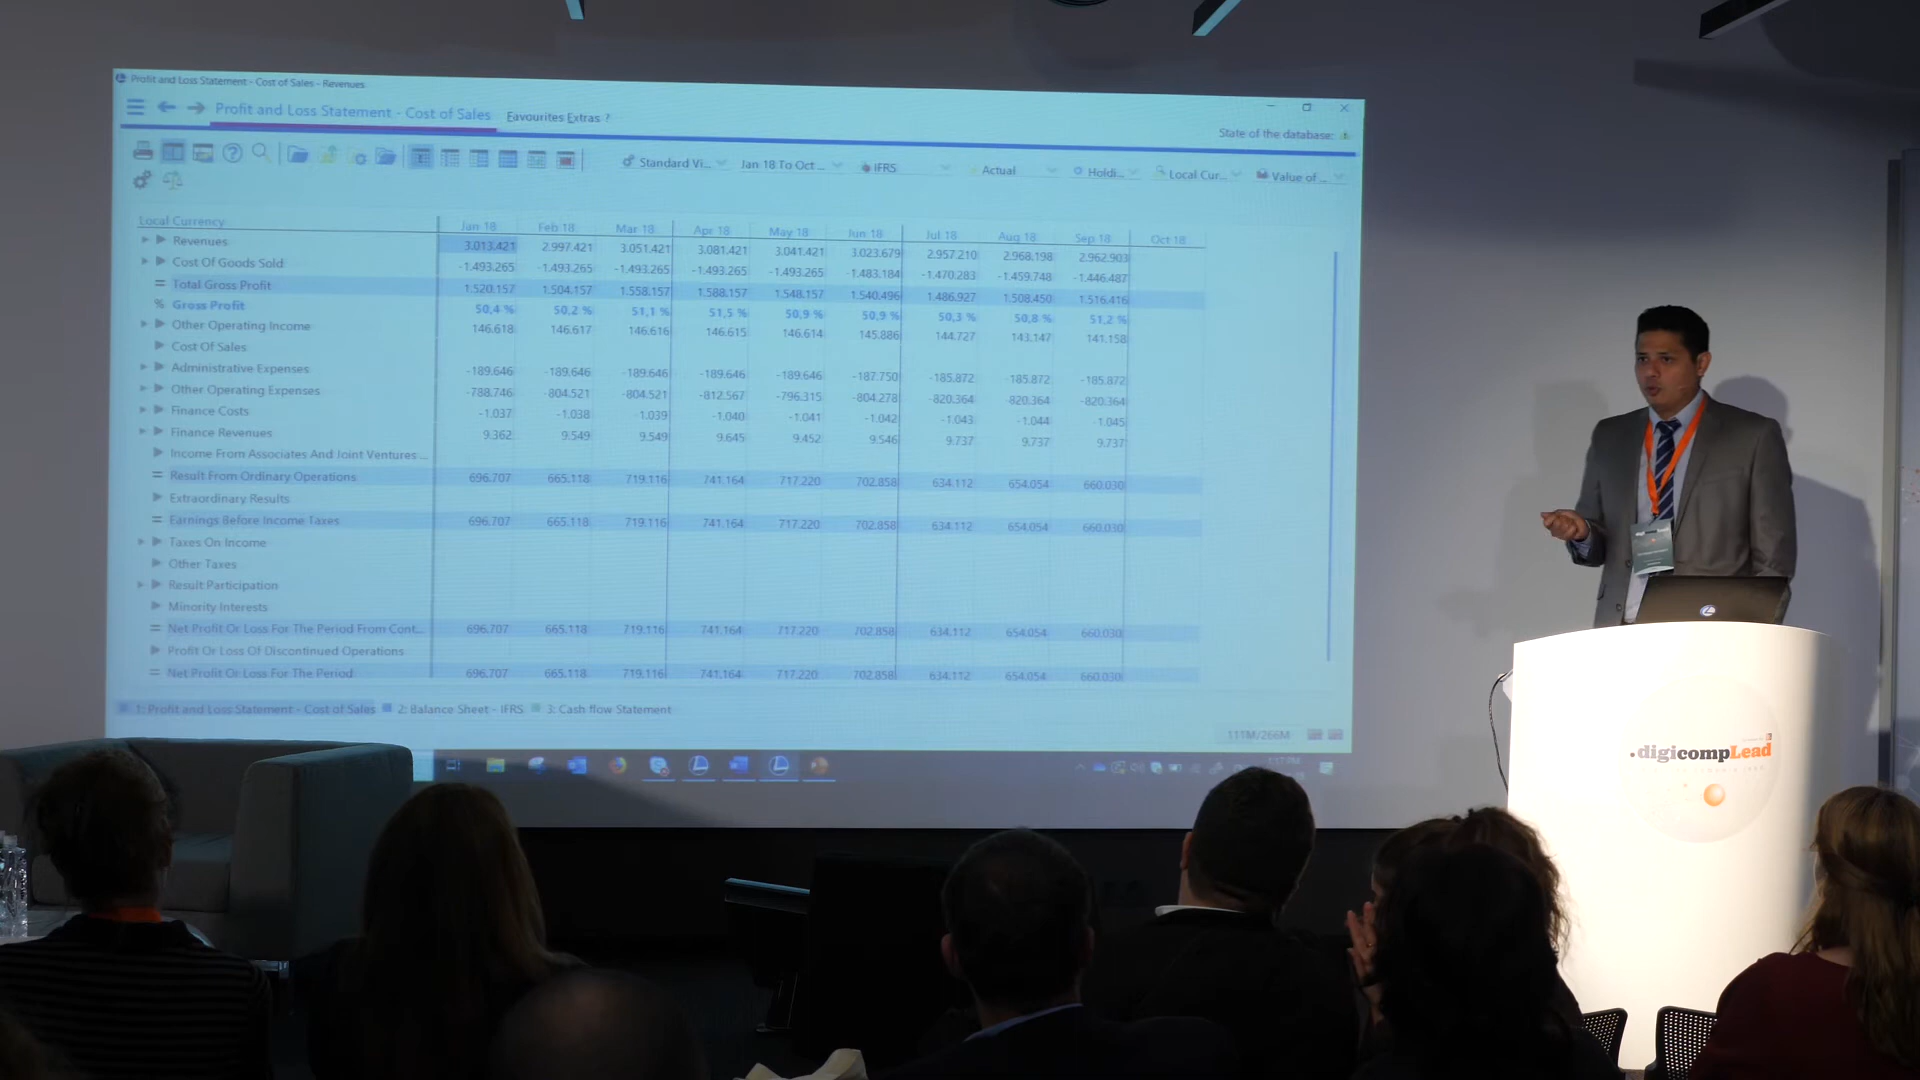 Profit and Loss Statement - Cost of Sales - Revenues
Profit and Loss Statement - Cost of Sales Favourites Extras ?
State of the database:
Standard Vi... Jan 18 To Oct ... IFRS Actual Holdi... Local Cur... Value of ...
Local Currency Jan 18 Feb 18 Mar 18 Apr 18 May 18 Jun 18 Jul 18 Aug 18 Sep 18 Oct 18
Revenues 3.013.421 2.997.421 3.051.421 3.081.421 3.041.421 3.023.679 2.957.210 2.968.198 2.962.903
Cost Of Goods Sold -1.493.265 -1.493.265 -1.493.265 -1.493.265 -1.493.265 -1.483.184 -1.470.283 -1.459.748 -1.446.487
= Total Gross Profit 1.520.157 1.504.157 1.558.157 1.588.157 1.548.157 1.540.496 1.486.927 1.508.450 1.516.416
% Gross Profit 50,4 % 50,2 % 51,1 % 51,5 % 50,9 % 50,9 % 50,3 % 50,8 % 51,2 %
Other Operating Income 146.618 146.617 146.616 146.615 146.614 145.886 144.727 143.147 141.158
Cost Of Sales
Administrative Expenses -189.646 -189.646 -189.646 -189.646 -189.646 -187.750 -185.872 -185.872 -185.872
Other Operating Expenses -788.746 -804.521 -804.521 -812.567 -796.315 -804.278 -820.364 -820.364 -820.364
Finance Costs -1.037 -1.038 -1.039 -1.040 -1.041 -1.042 -1.043 -1.044 -1.045
Finance Revenues 9.362 9.549 9.549 9.645 9.452 9.546 9.737 9.737 9.737
Income From Associates And Joint Ventures ...
= Result From Ordinary Operations 696.707 665.118 719.116 741.164 717.220 702.858 634.112 654.054 660.030
Extraordinary Results
= Earnings Before Income Taxes 696.707 665.118 719.116 741.164 717.220 702.858 634.112 654.054 660.030
Taxes On Income
Other Taxes
Result Participation
Minority Interests
= Net Profit Or Loss For The Period From Cont... 696.707 665.118 719.116 741.164 717.220 702.858 634.112 654.054 660.030
Profit Or Loss Of Discontinued Operations
= Net Profit Or Loss For The Period 696.707 665.118 719.116 741.164 717.220 702.858 634.112 654.054 660.030
1: Profit and Loss Statement - Cost of Sales 2: Balance Sheet - IFRS 3: Cash flow Statement
111M/266M
.digicompLead